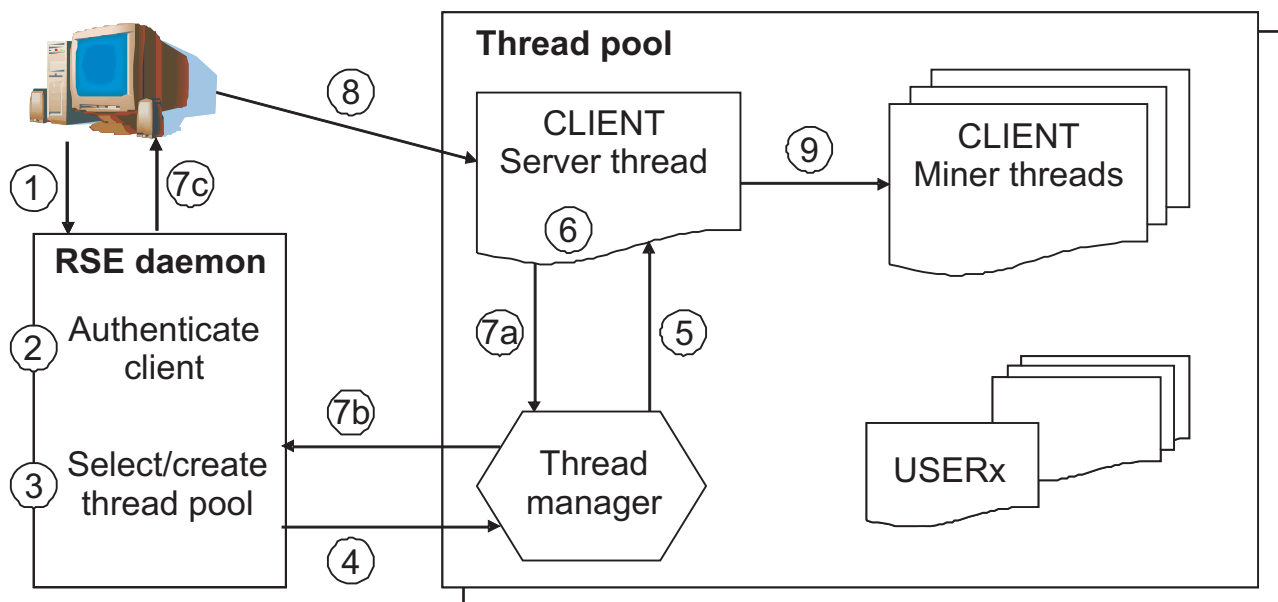 Thread pool
8
CLIENT
Server thread
9
CLIENT
Miner threads
1
7c
6
RSE daemon
2
Authenticate
client
7a
5
7b
3
Select/create
thread pool
Thread
manager
USERx
4